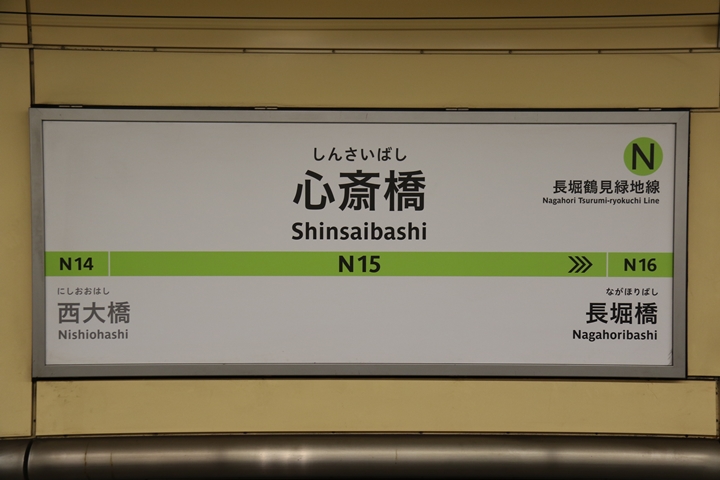 しんさいばし
心斎橋
Shinsaibashi
N
長堀鶴見緑地線
Nagahori Tsurumi-ryokuchi Line
N14
N15
N16
にしおおはし
西大橋
Nishiohashi
ながほりばし
長堀橋
Nagahoribashi